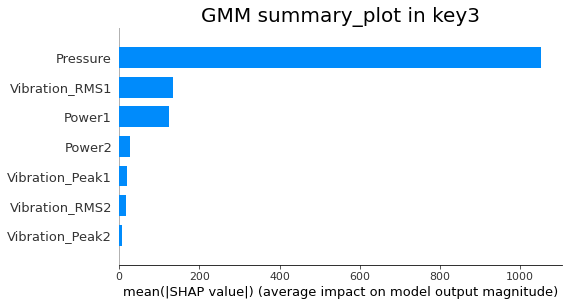 GMM summary_plot in key3
Pressure
Vibration_RMS1
Power1
Power2
Vibration_Peak1
Vibration_RMS2
Vibration_Peak2
0 200 400 600 800 1000
mean(|SHAP value|) (average impact on model output magnitude)